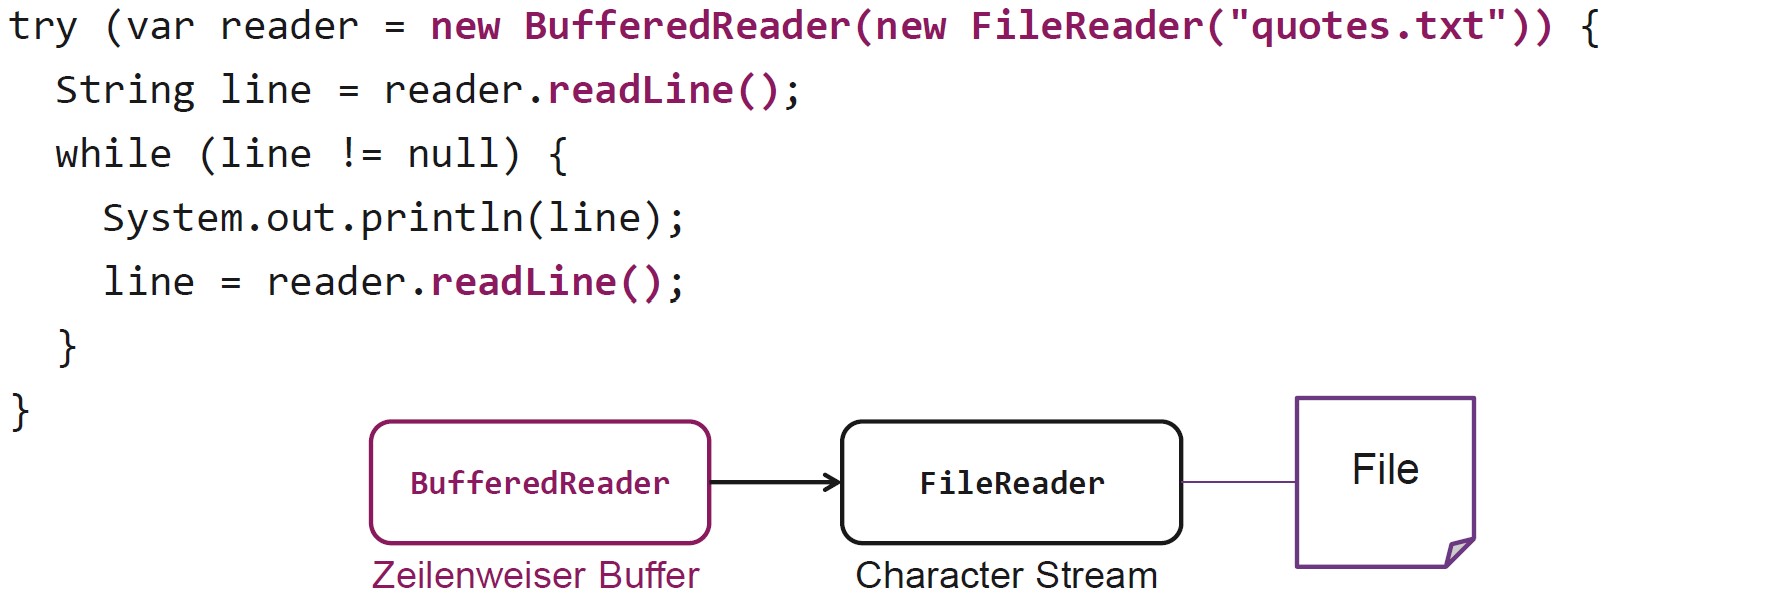 try (var reader = new BufferedReader(new FileReader("quotes.txt")) {
  String line = reader.readLine();
  while (line != null) {
    System.out.println(line);
    line = reader.readLine();
  }
}
BufferedReader
FileReader
File
Zeilenweiser Buffer
Character Stream